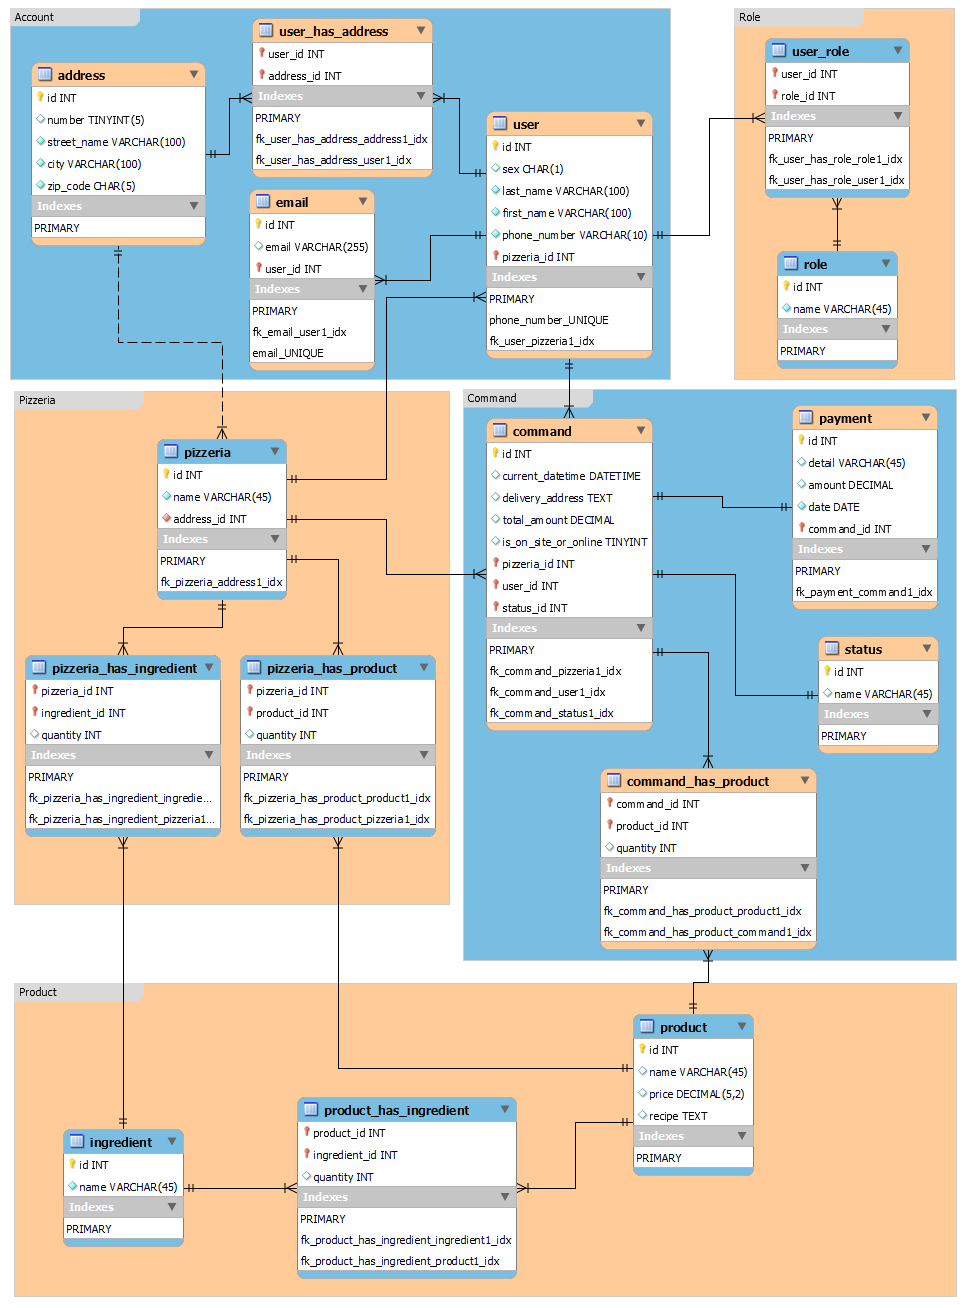 Account
address
id INT
number TINYINT(5)
street_name VARCHAR(100)
city VARCHAR(100)
zip_code CHAR(5)
Indexes
PRIMARY
user_has_address
user_id INT
address_id INT
Indexes
PRIMARY
fk_user_has_address_address1_idx
fk_user_has_address_user1_idx
email
id INT
email VARCHAR(255)
user_id INT
Indexes
PRIMARY
fk_email_user1_idx
email_UNIQUE
user
id INT
sex CHAR(1)
last_name VARCHAR(100)
first_name VARCHAR(100)
phone_number VARCHAR(10)
pizzeria_id INT
Indexes
PRIMARY
phone_number_UNIQUE
fk_user_pizzeria1_idx
Role
user_role
user_id INT
role_id INT
Indexes
PRIMARY
fk_user_has_role_role1_idx
fk_user_has_role_user1_idx
role
id INT
name VARCHAR(45)
Indexes
PRIMARY
Pizzeria
pizzeria
id INT
name VARCHAR(45)
address_id INT
Indexes
PRIMARY
fk_pizzeria_address1_idx
pizzeria_has_ingredient
pizzeria_id INT
ingredient_id INT
quantity INT
Indexes
PRIMARY
fk_pizzeria_has_ingredient_ingredie...
fk_pizzeria_has_ingredient_pizzeria1...
pizzeria_has_product
pizzeria_id INT
product_id INT
quantity INT
Indexes
PRIMARY
fk_pizzeria_has_product_product1_idx
fk_pizzeria_has_product_pizzeria1_idx
Command
command
id INT
current_datetime DATETIME
delivery_address TEXT
total_amount DECIMAL
is_on_site_or_online TINYINT
pizzeria_id INT
user_id INT
status_id INT
Indexes
PRIMARY
fk_command_pizzeria1_idx
fk_command_user1_idx
fk_command_status1_idx
payment
id INT
detail VARCHAR(45)
amount DECIMAL
date DATE
command_id INT
Indexes
PRIMARY
fk_payment_command1_idx
status
id INT
name VARCHAR(45)
Indexes
PRIMARY
command_has_product
command_id INT
product_id INT
quantity INT
Indexes
PRIMARY
fk_command_has_product_product1_idx
fk_command_has_product_command1_idx
Product
product
id INT
name VARCHAR(45)
price DECIMAL(5,2)
recipe TEXT
Indexes
PRIMARY
product_has_ingredient
product_id INT
ingredient_id INT
quantity INT
Indexes
PRIMARY
fk_product_has_ingredient_ingredient1_idx
fk_product_has_ingredient_product1_idx
ingredient
id INT
name VARCHAR(45)
Indexes
PRIMARY